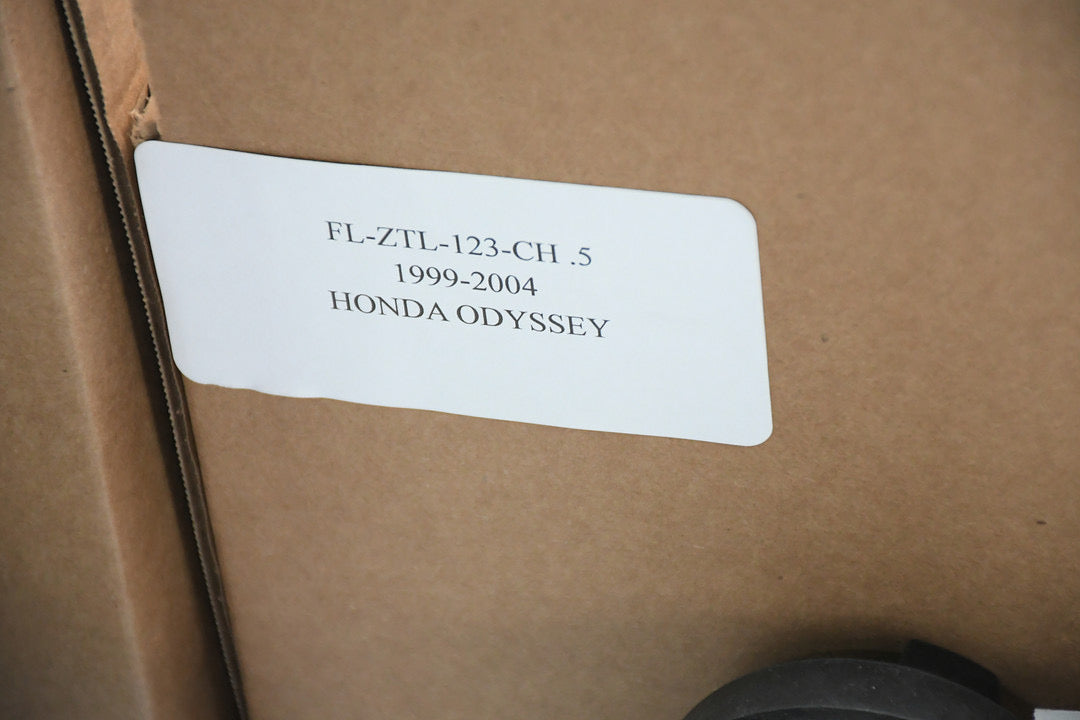 FL-ZTL-123-CH .5
1999-2004
HONDA ODYSSEY